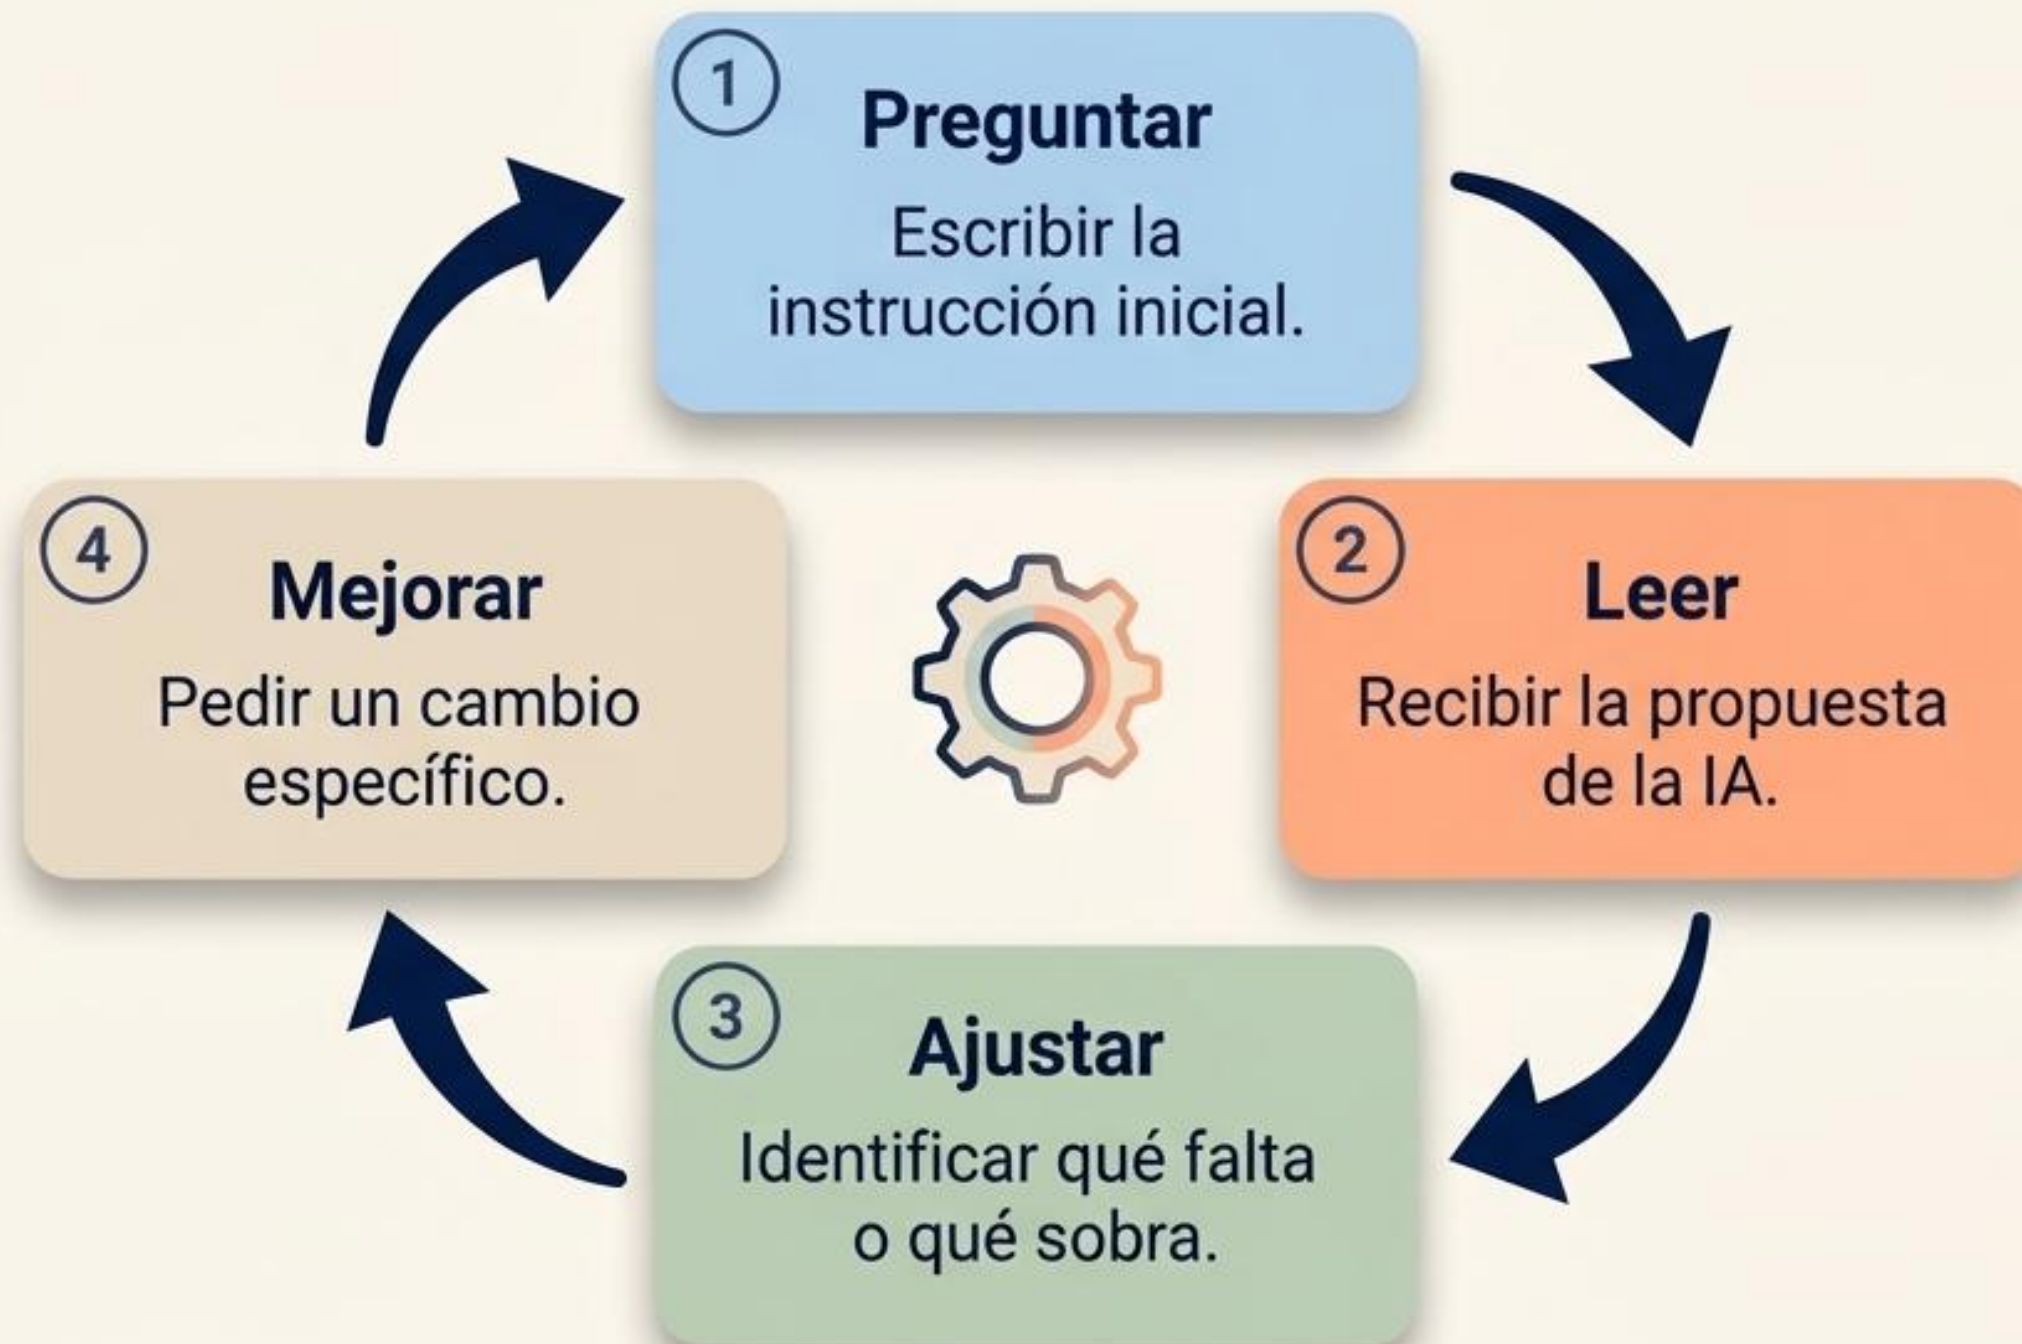 1
Preguntar
Escribir la
instrucción inicial.
2
Leer
Recibir la propuesta
de la IA.
3
Ajustar
Identificar qué falta
o qué sobra.
4
Mejorar
Pedir un cambio
específico.